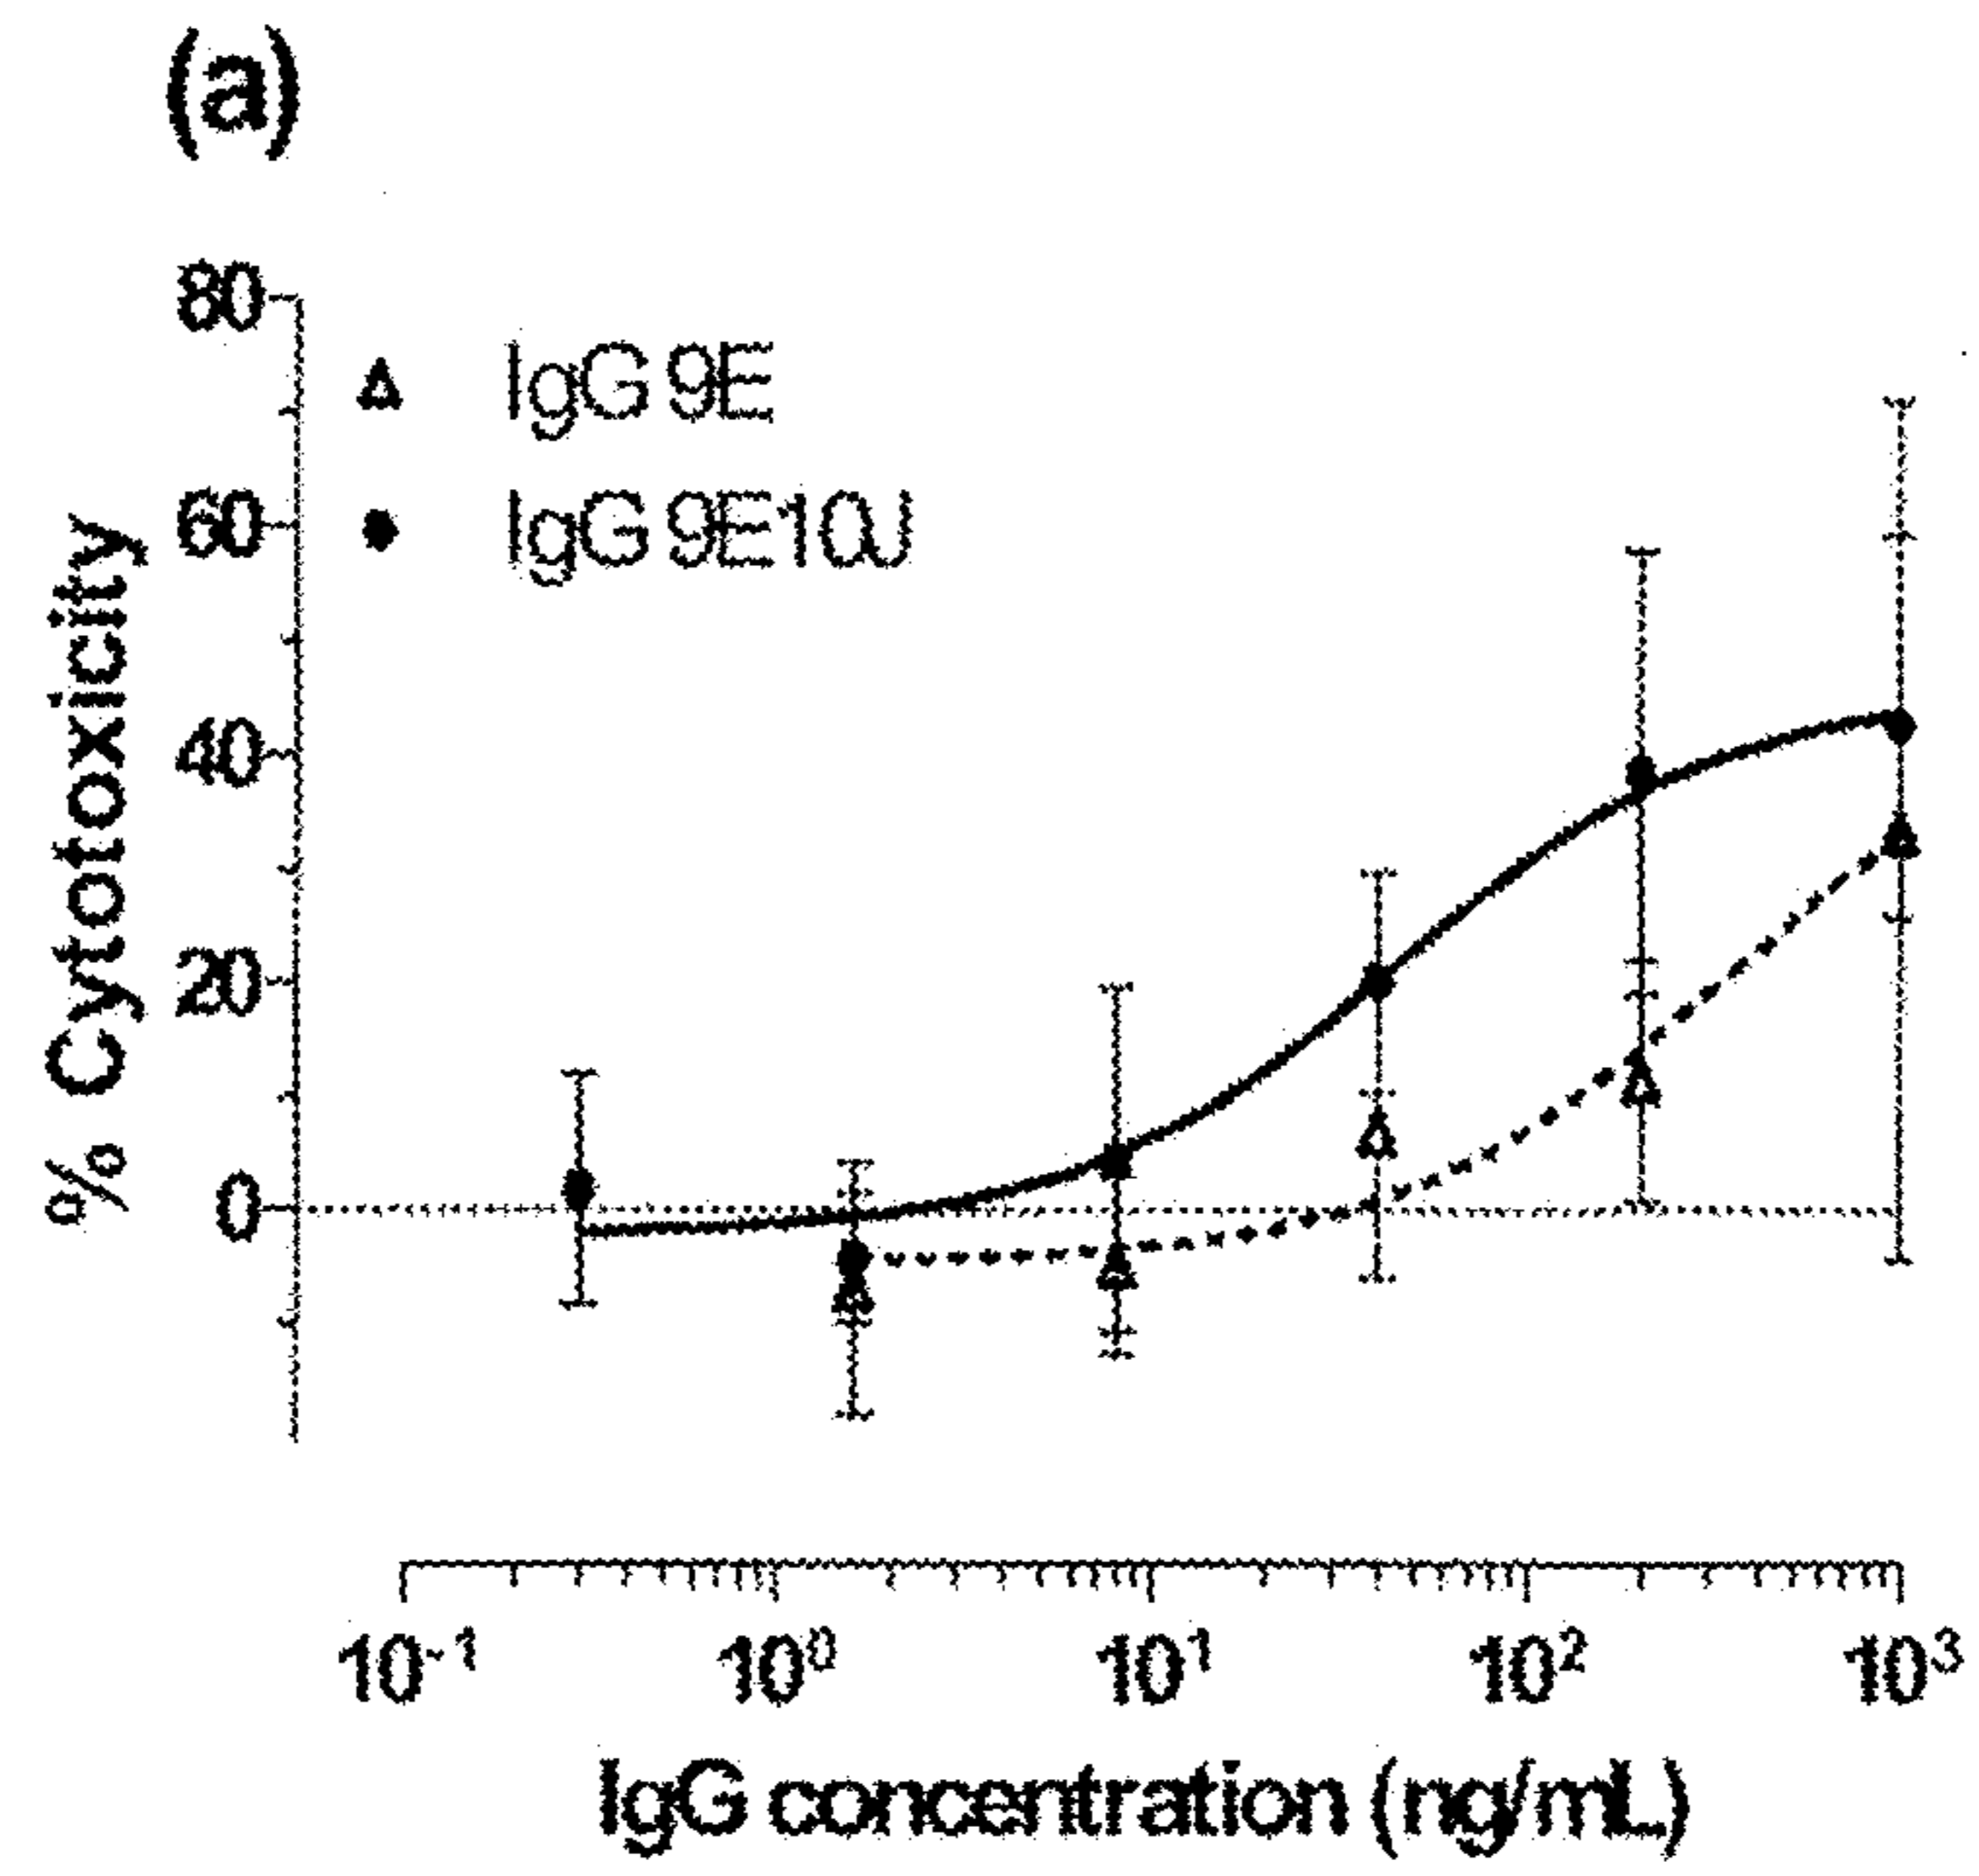 (a)
80
60
40
20
0
% Cytotoxicity
IgG 9E
IgG 9E10J
10⁻¹ 10⁰ 10¹ 10² 10³
IgG concentration (ng/mL)